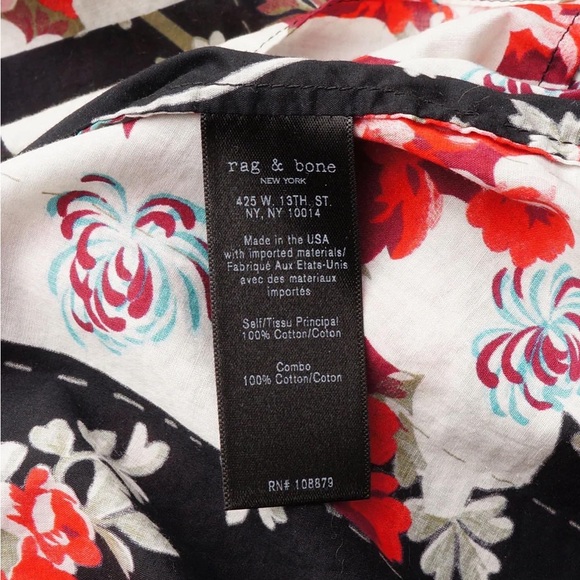 rag & bone
NEW YORK
425 W. 13TH. ST.
NY, NY 10014
Made in the USA
with imported materials/
Fabriqué Aux Etats-Unis
avec des materiaux
importés
Self/Tissu Principal
100% Cotton/Coton
Combo
100% Cotton/Coton
RN# 108879